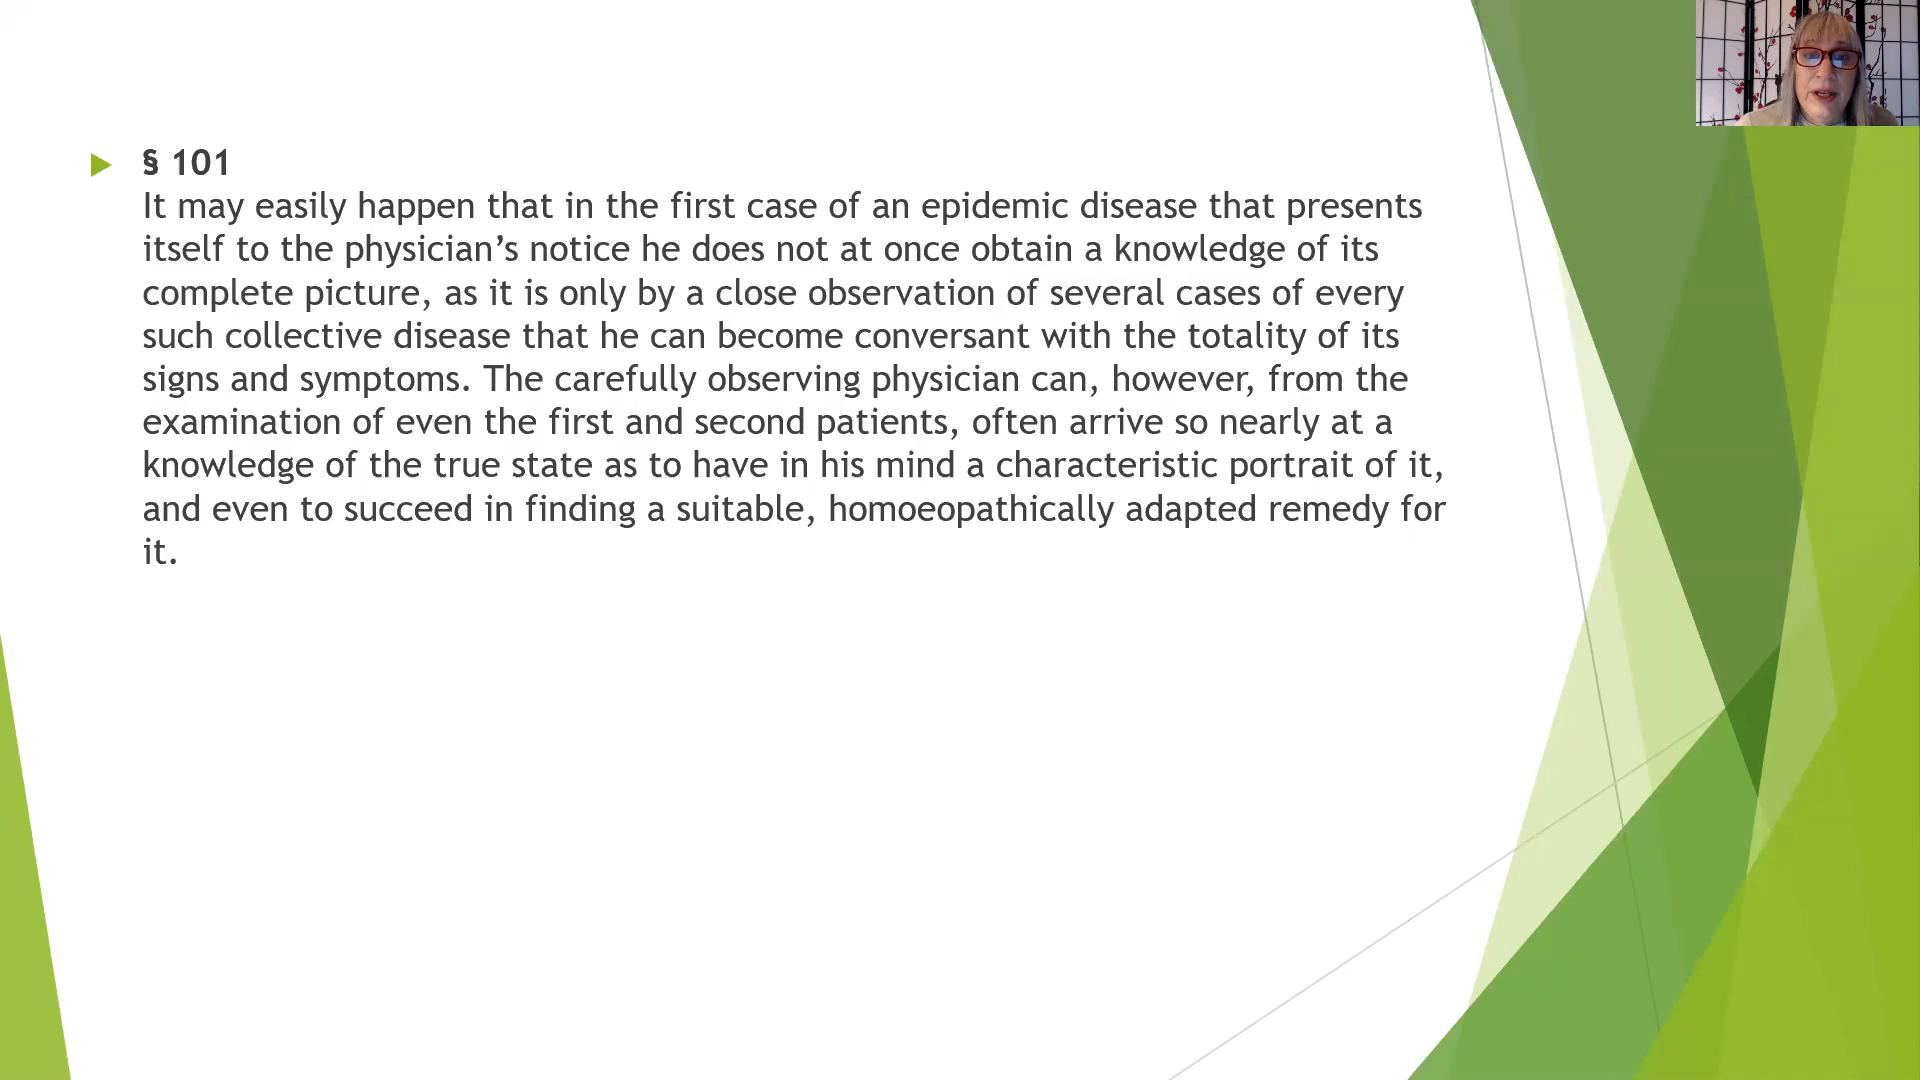 § 101
It may easily happen that in the first case of an epidemic disease that presents
itself to the physician’s notice he does not at once obtain a knowledge of its
complete picture, as it is only by a close observation of several cases of every
such collective disease that he can become conversant with the totality of its
signs and symptoms. The carefully observing physician can, however, from the
examination of even the first and second patients, often arrive so nearly at a
knowledge of the true state as to have in his mind a characteristic portrait of it,
and even to succeed in finding a suitable, homoeopathically adapted remedy for
it.